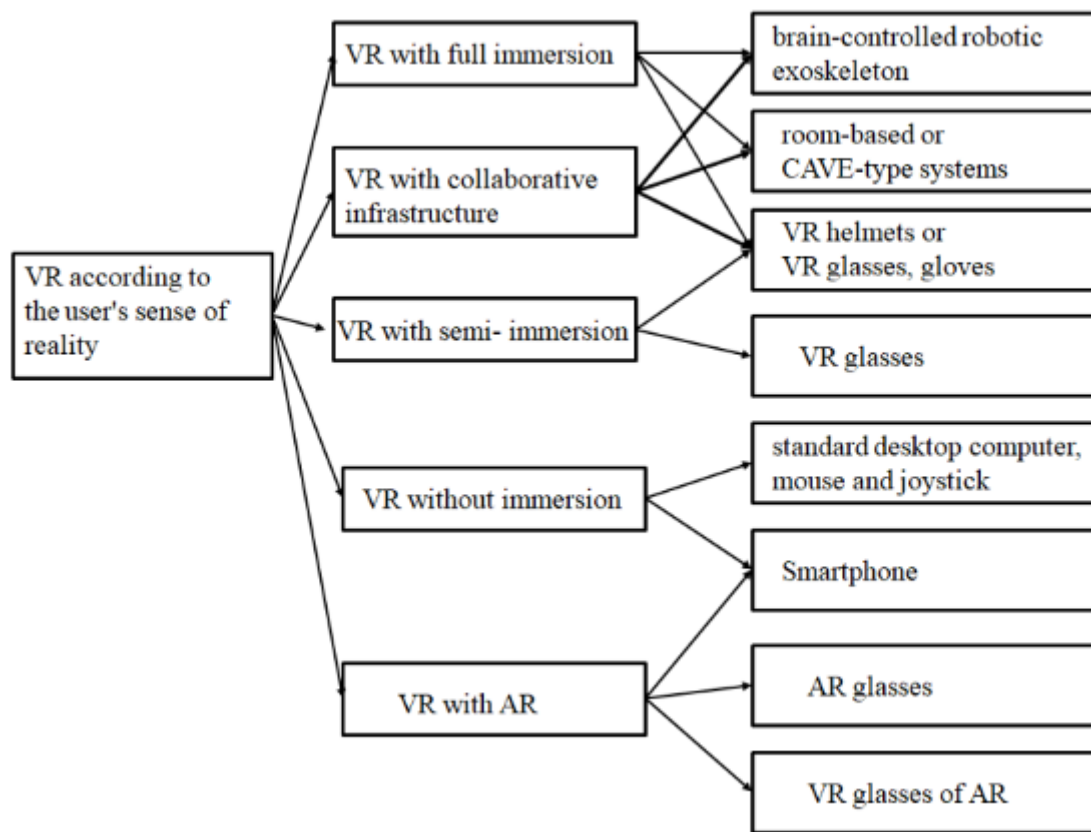 VR according to
the user's sense of
reality
VR with full immersion
VR with collaborative
infrastructure
VR with semi- immersion
VR without immersion
VR with AR
brain-controlled robotic
exoskeleton
room-based or
CAVE-type systems
VR helmets or
VR glasses, gloves
VR glasses
standard desktop computer,
mouse and joystick
Smartphone
AR glasses
VR glasses of AR